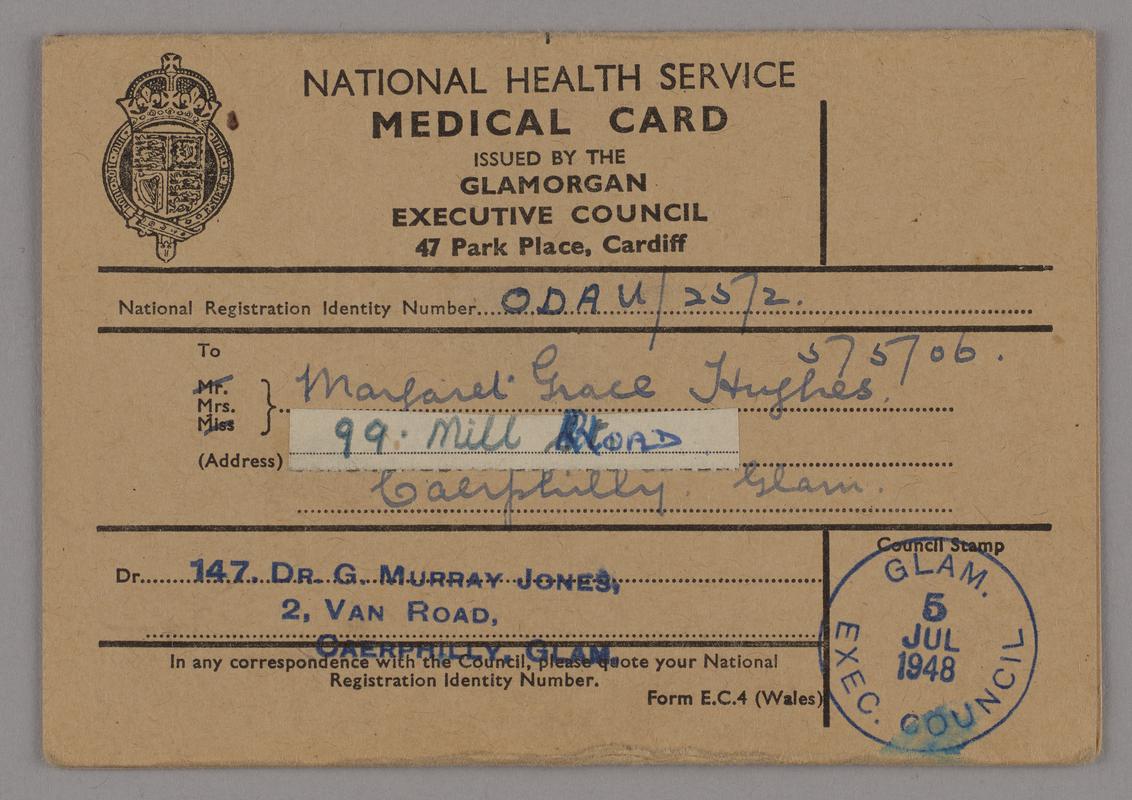 NATIONAL HEALTH SERVICE
MEDICAL CARD
ISSUED BY THE
GLAMORGAN
EXECUTIVE COUNCIL
47 Park Place, Cardiff
National Registration Identity Number....ODAU/25/2.
To
5/5/06.
Mr.
Mrs.
Miss
Margaret Grace Hughes.
99. Mill ROAD
(Address)
Caerphilly. Glam.
Dr......147. DR. G. MURRAY JONES,
2, VAN ROAD,
CAERPHILLY, GLAM.
In any correspondence with the Council, please quote your National
Registration Identity Number.
Form E.C.4 (Wales)
Council Stamp
GLAM.
5
JUL
1948
EXEC. COUNCIL